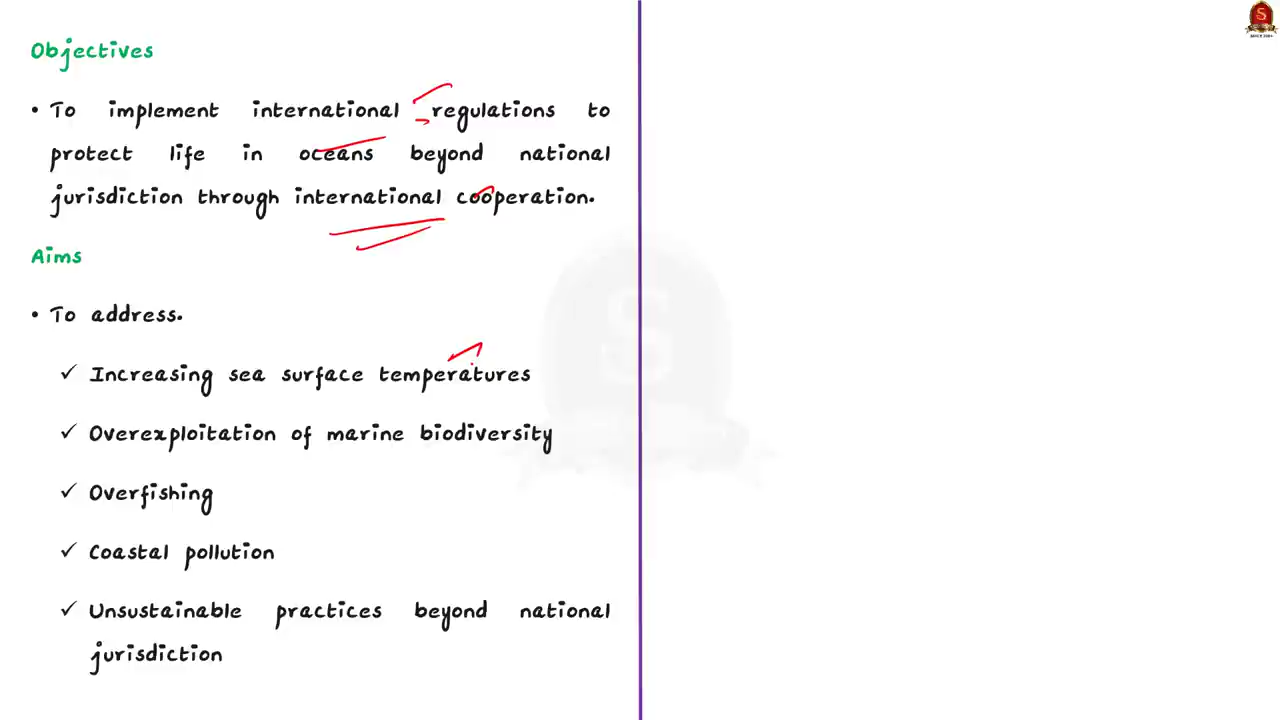 Objectives
• To implement international regulations to
protect life in oceans beyond national
jurisdiction through international cooperation.
Aims
• To address.
✓ Increasing sea surface temperatures
✓ Overexploitation of marine biodiversity
✓ Overfishing
✓ Coastal pollution
✓ Unsustainable practices beyond national
jurisdiction
S
S